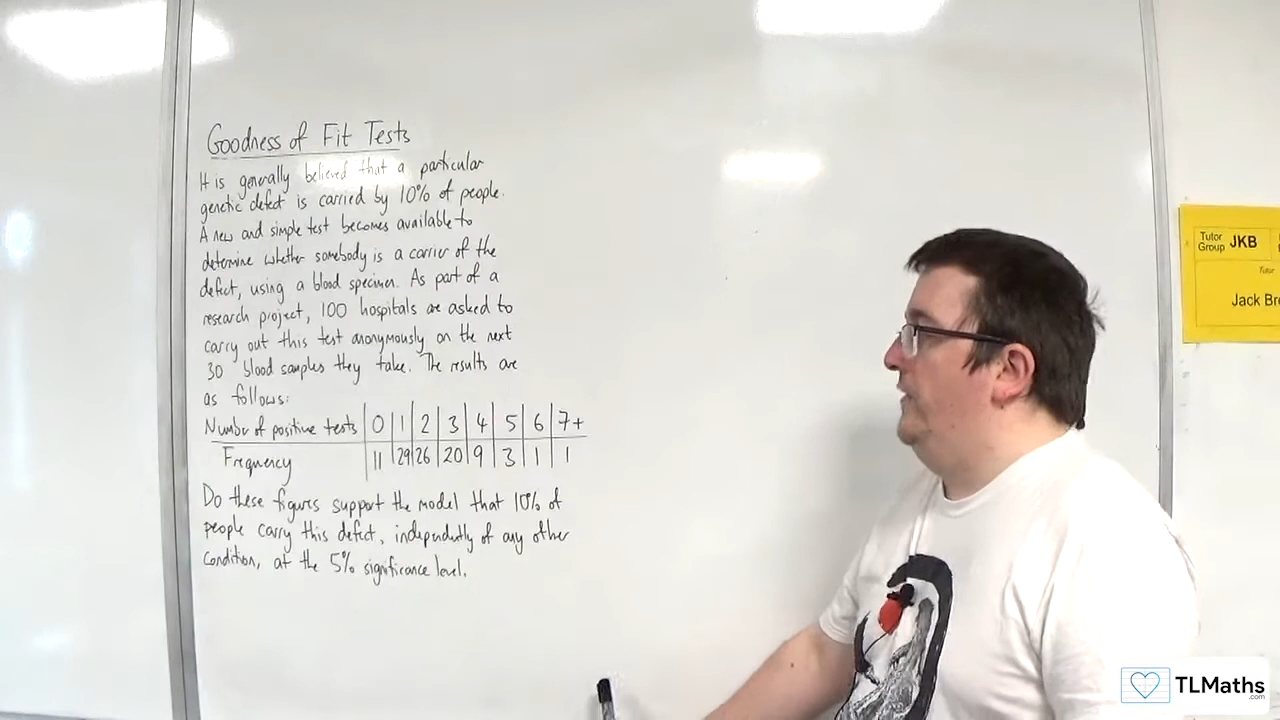 Goodness of Fit Tests
It is generally believed that a particular
genetic defect is carried by 10% of people.
A new and simple test becomes available to
determine whether somebody is a carrier of the
defect, using a blood specimen. As part of a
research project, 100 hospitals are asked to
carry out this test anonymously on the next
30 blood samples they take. The results are
as follows:
Number of positive tests 0 1 2 3 4 5 6 7+
Frequency 11 29 26 20 9 3 1 1
Do these figures support the model that 10% of
people carry this defect, independently of any other
condition, at the 5% significance level.
Tutor
Group JKB
Tutor
Jack Bre
TLMaths
.com